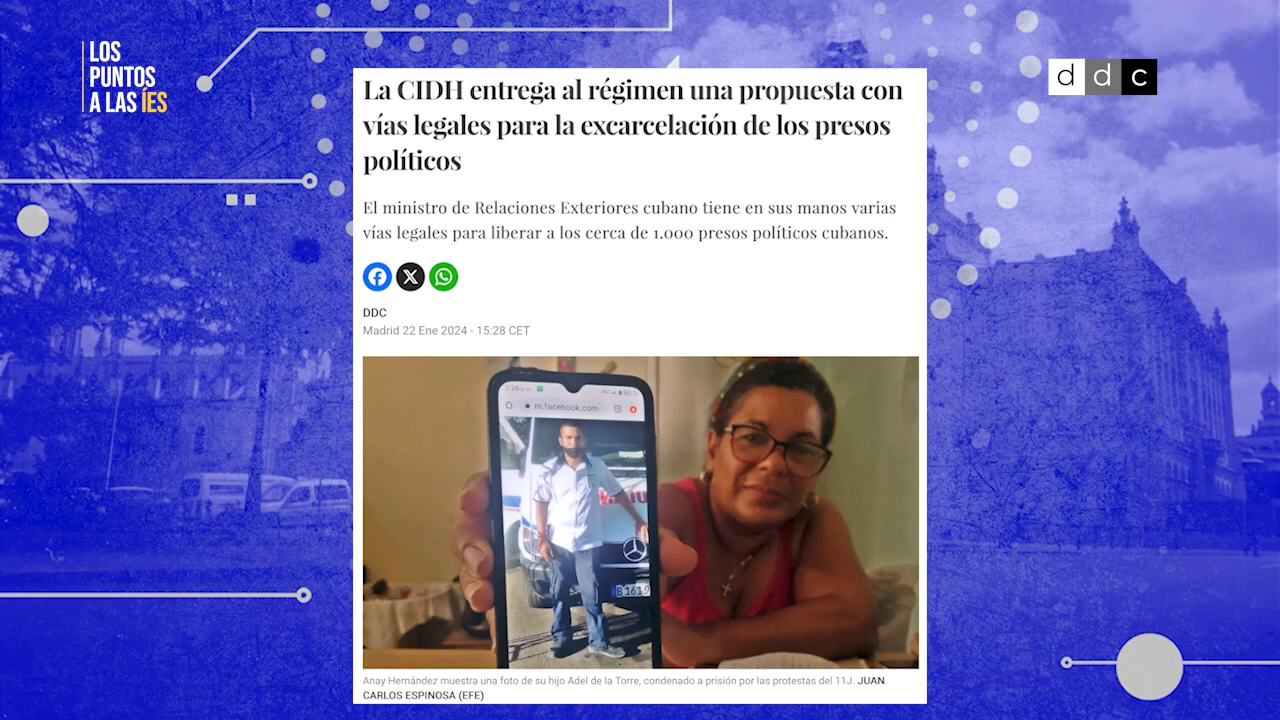 LOS
PUNTOS
A LAS ÍES
d d c
La CIDH entrega al régimen una propuesta con
vías legales para la excarcelación de los presos
políticos
El ministro de Relaciones Exteriores cubano tiene en sus manos varias
vías legales para liberar a los cerca de 1.000 presos políticos cubanos.
DDC
Madrid 22 Ene 2024 - 15:28 CET
m.facebook.com
Anay Hernández muestra una foto de su hijo Adel de la Torre, condenado a prisión por las protestas del 11J. JUAN
CARLOS ESPINOSA (EFE)